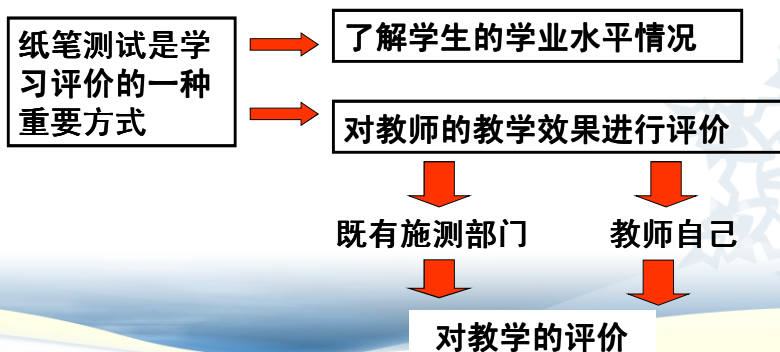 纸笔测试是学
习评价的一种
重要方式
了解学生的学业水平情况
对教师的教学效果进行评价
既有施测部门
教师自己
对教学的评价